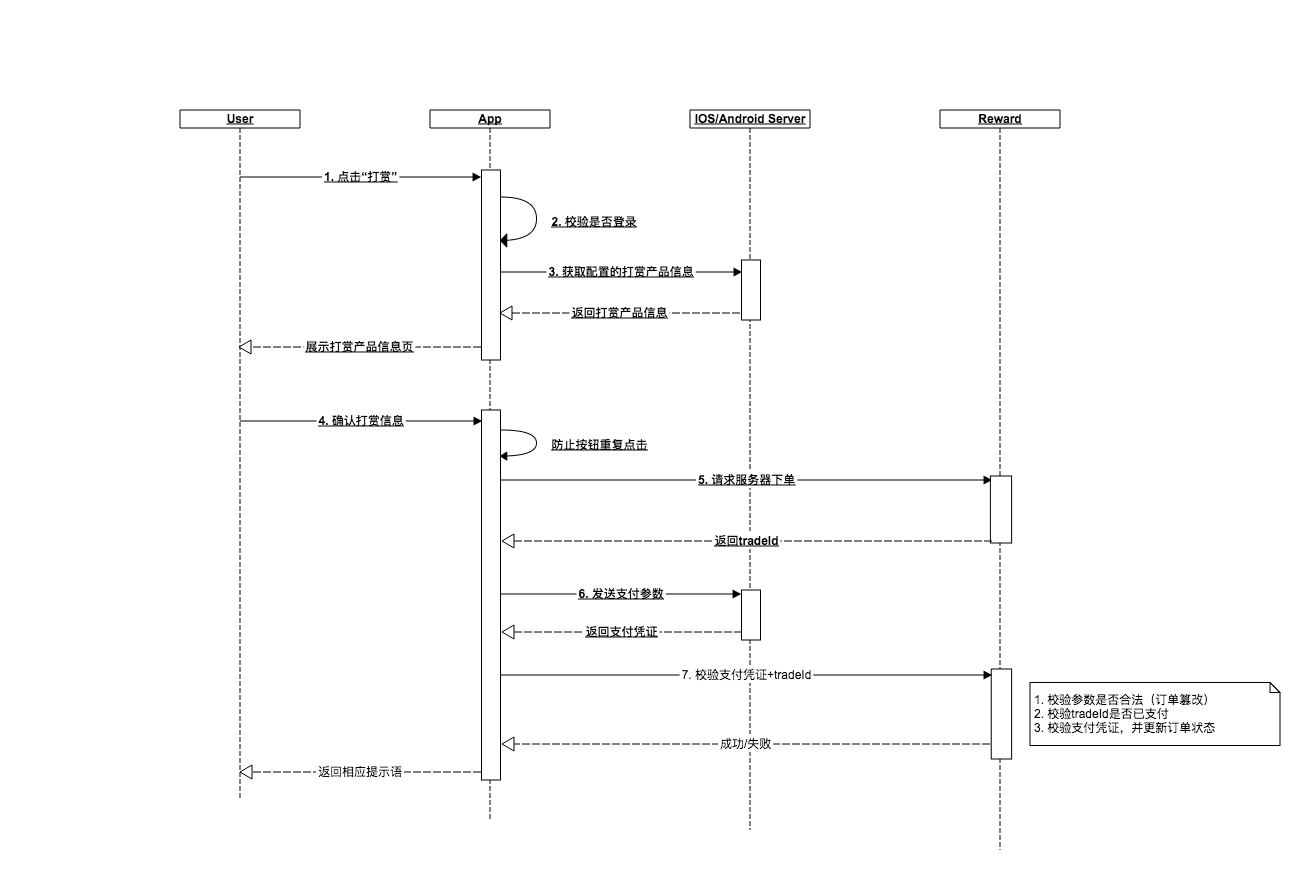 User
App
IOS/Android Server
Reward
1. 点击“打赏”
2. 校验是否登录
3. 获取配置的打赏产品信息
返回打赏产品信息
展示打赏产品信息页
4. 确认打赏信息
防止按钮重复点击
5. 请求服务器下单
返回tradeId
6. 发送支付参数
返回支付凭证
7. 校验支付凭证+tradeId
1. 校验参数是否合法（订单篡改）
2. 校验tradeId是否已支付
3. 校验支付凭证，并更新订单状态
成功/失败
返回相应提示语